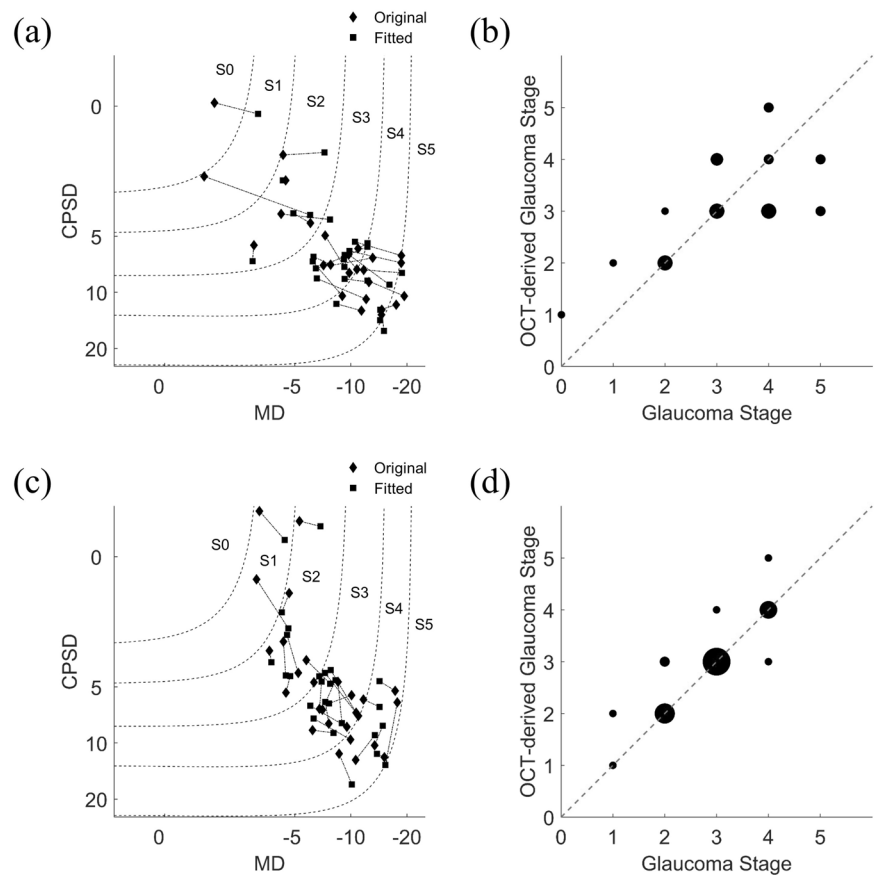 (a)
Original
Fitted
S0
S1
S2
S3
S4
S5
0
5
10
20
CPSD
0
-5
-10
-20
MD
(b)
5
4
3
2
1
0
OCT-derived Glaucoma Stage
0
1
2
3
4
5
Glaucoma Stage
(c)
Original
Fitted
S0
S1
S2
S3
S4
S5
0
5
10
20
CPSD
0
-5
-10
-20
MD
(d)
5
4
3
2
1
0
OCT-derived Glaucoma Stage
0
1
2
3
4
5
Glaucoma Stage